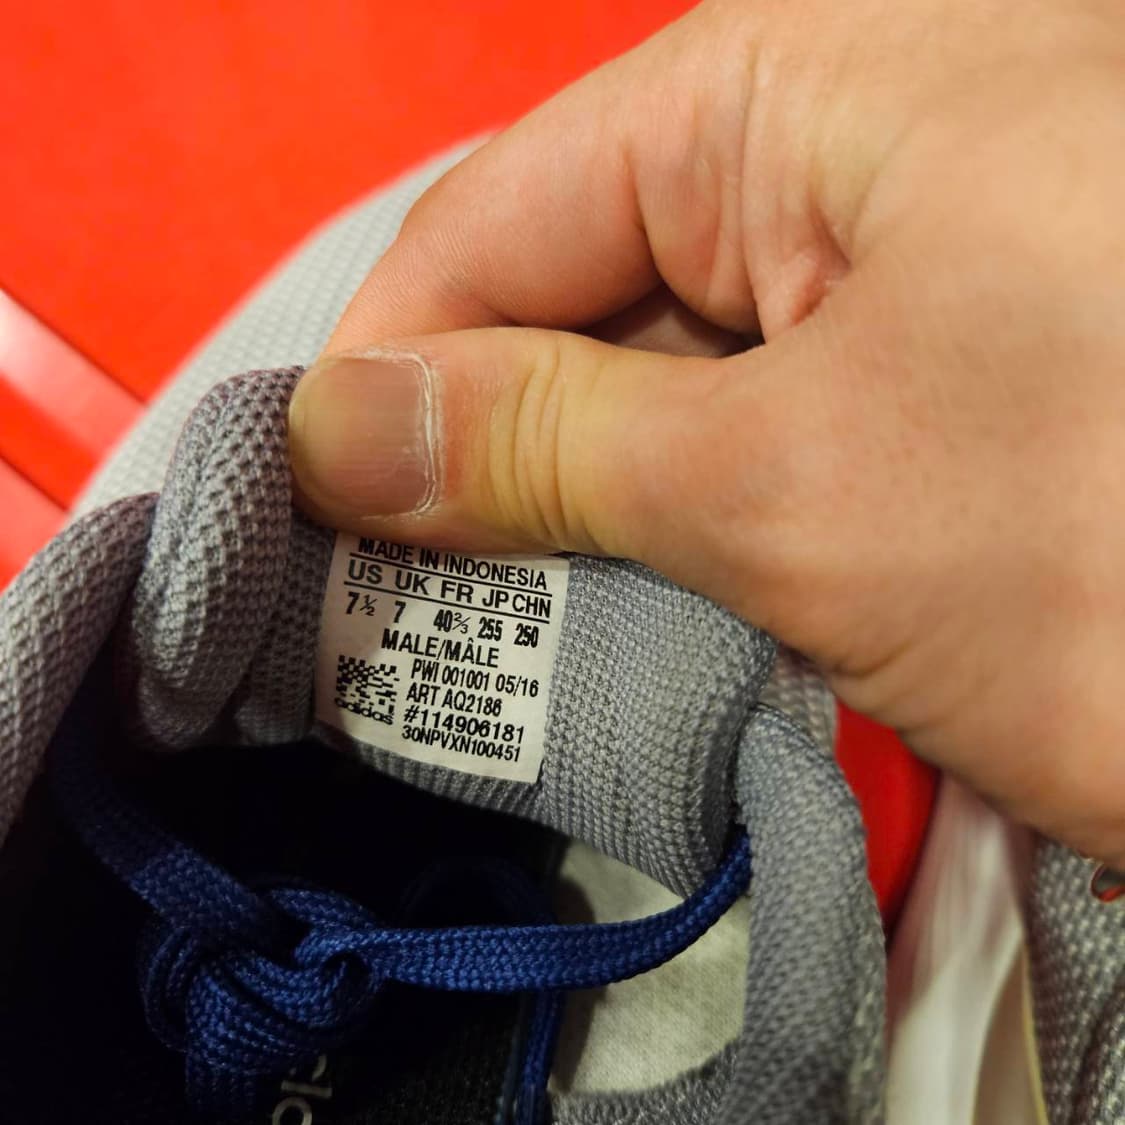 MADE IN INDONESIA
US UK FR JP CHN
7½ 7 40⅔ 255 250
MALE/MÂLE
PWI 001001 05/16
ART AQ2186
#114906181
30NPVXN100451
adidas